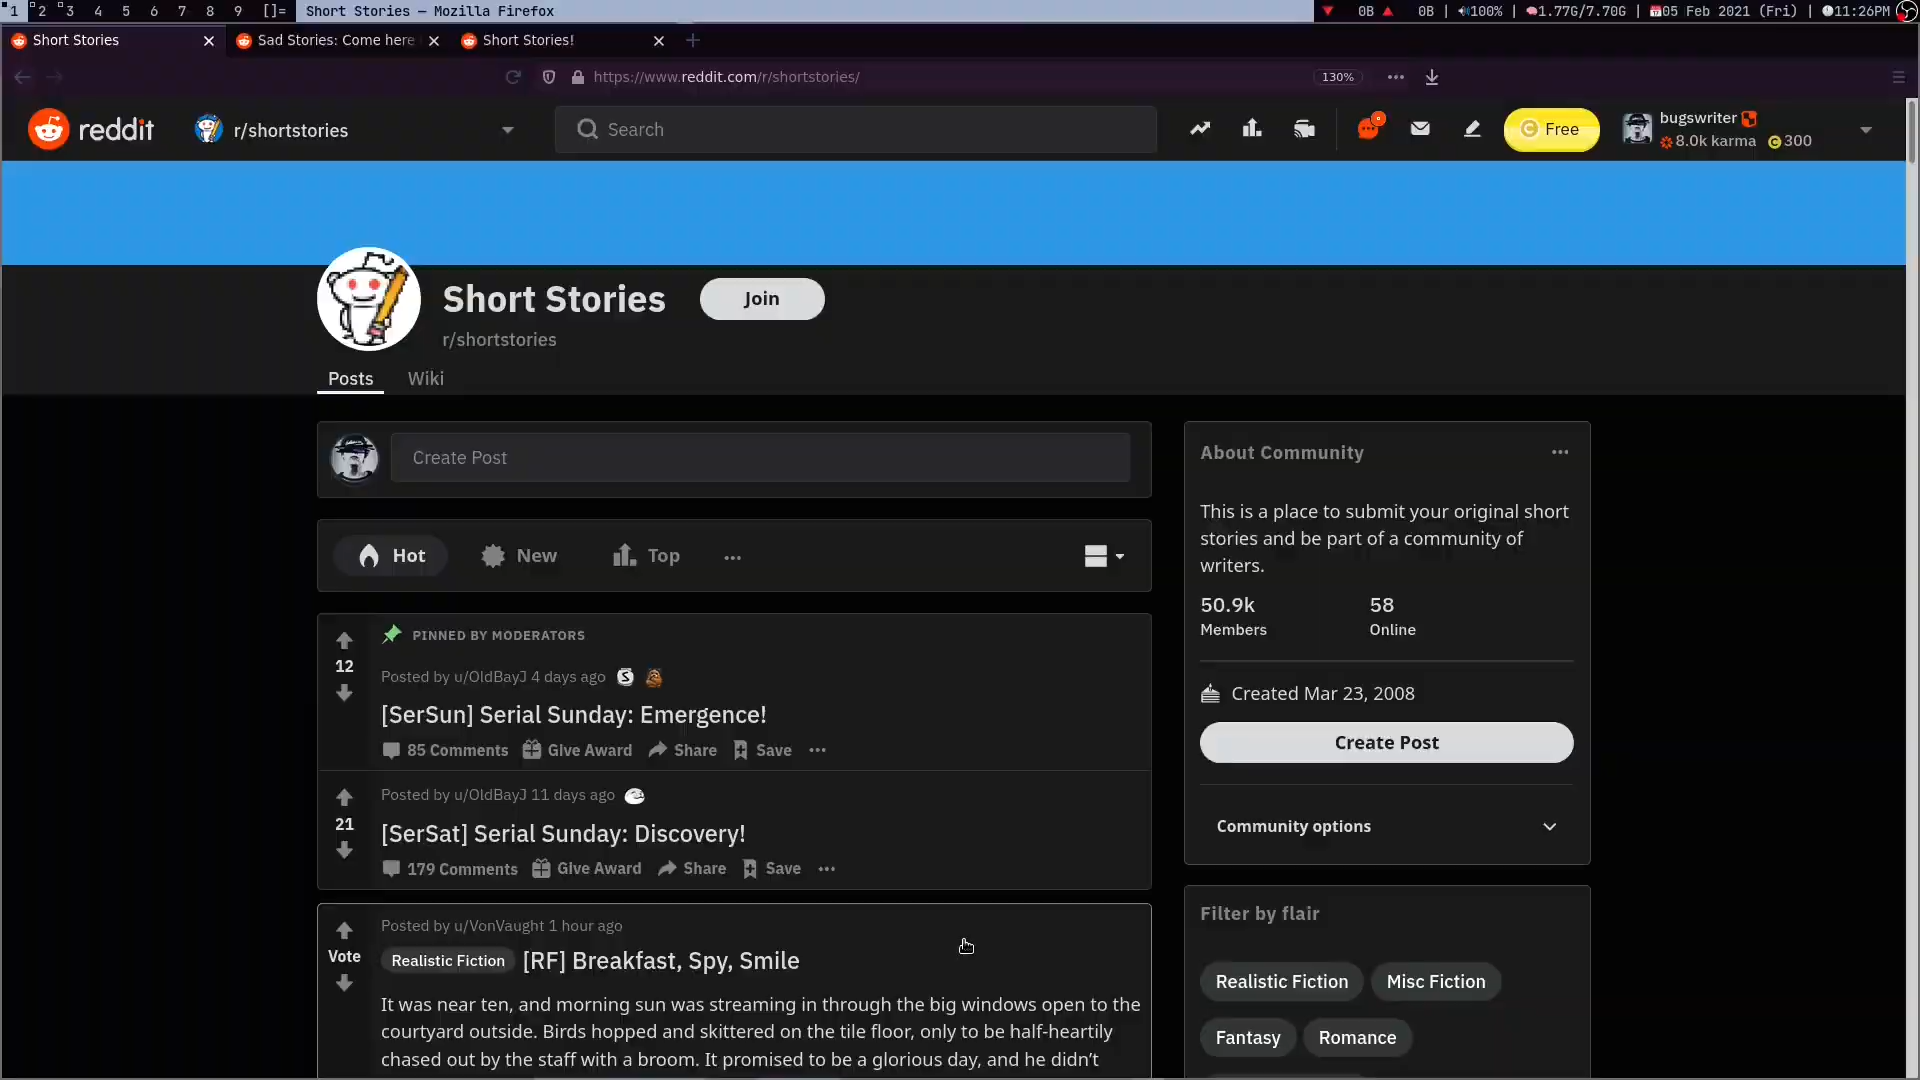 1 2 3 4 5 6 7 8 9 []= Short Stories — Mozilla Firefox 0B 0B | 100% | 1.77G/7.70G | 05 Feb 2021 (Fri) | 11:26PM
Short Stories Sad Stories: Come here Short Stories!
https://www.reddit.com/r/shortstories/ 130%
reddit r/shortstories Search Free bugswriter
8.0k karma 300
Short Stories Join
r/shortstories
Posts Wiki
Create Post
Hot New Top
PINNED BY MODERATORS
12
Posted by u/OldBayJ 4 days ago
[SerSun] Serial Sunday: Emergence!
85 Comments Give Award Share Save
Posted by u/OldBayJ 11 days ago
21
[SerSat] Serial Sunday: Discovery!
179 Comments Give Award Share Save
Posted by u/VonVaught 1 hour ago
Vote
Realistic Fiction [RF] Breakfast, Spy, Smile
It was near ten, and morning sun was streaming in through the big windows open to the
courtyard outside. Birds hopped and skittered on the tile floor, only to be half-heartily
chased out by the staff with a broom. It promised to be a glorious day, and he didn't
About Community
This is a place to submit your original short
stories and be part of a community of
writers.
50.9k 58
Members Online
Created Mar 23, 2008
Create Post
Community options
Filter by flair
Realistic Fiction Misc Fiction
Fantasy Romance